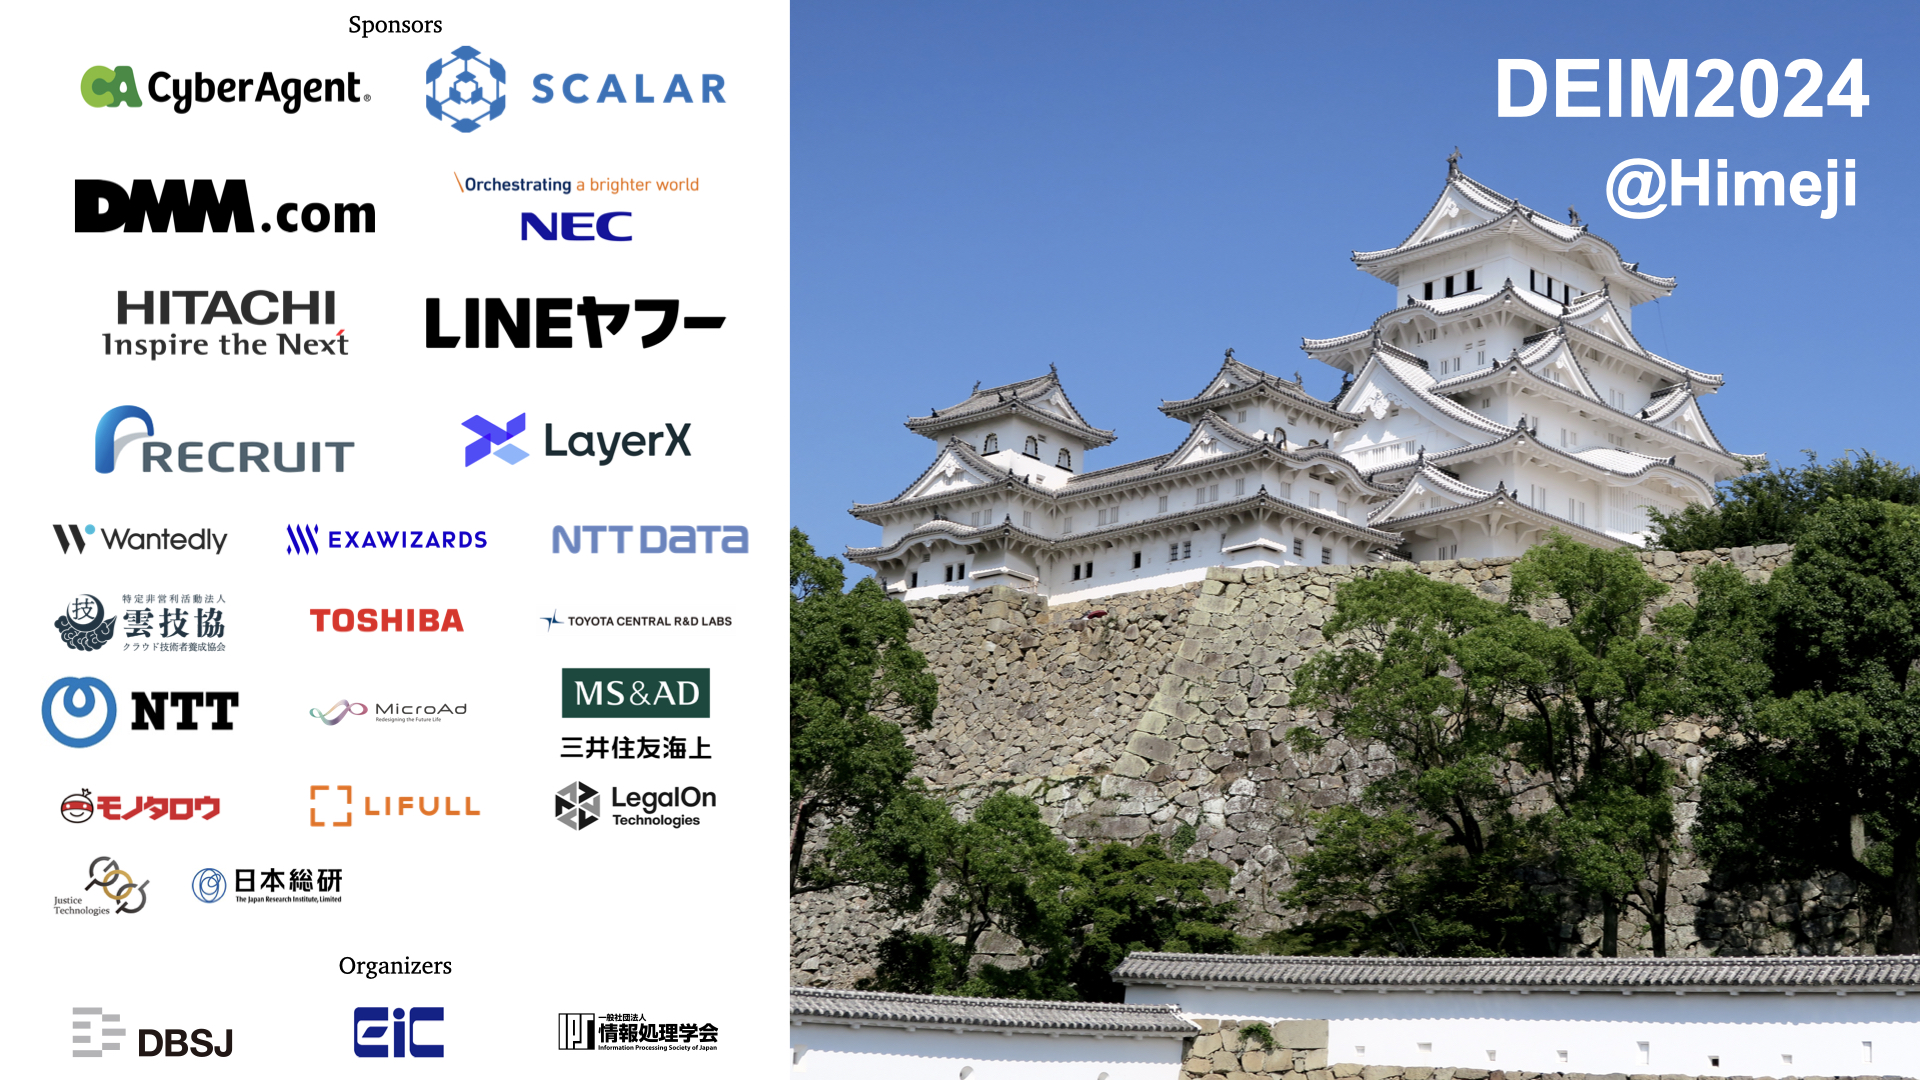 Sponsors
CyberAgent®
SCALAR
DMM.com
\Orchestrating a brighter world
NEC
HITACHI
Inspire the Next
LINEヤフー
RECRUIT
LayerX
Wantedly
EXAWIZARDS
NTT DATA
技
特定非営利活動法人
雲技協
クラウド技術者養成協会
TOSHIBA
TOYOTA CENTRAL R&D LABS
NTT
MicroAd
Redesigning the Future Life
MS&AD
三井住友海上
モノタロウ
LIFULL
LegalOn
Technologies
Justice
Technologies
日本総研
The Japan Research Institute, Limited
Organizers
DBSJ
EiC
一般社団法人
情報処理学会
Information Processing Society of Japan
DEIM2024
@Himeji